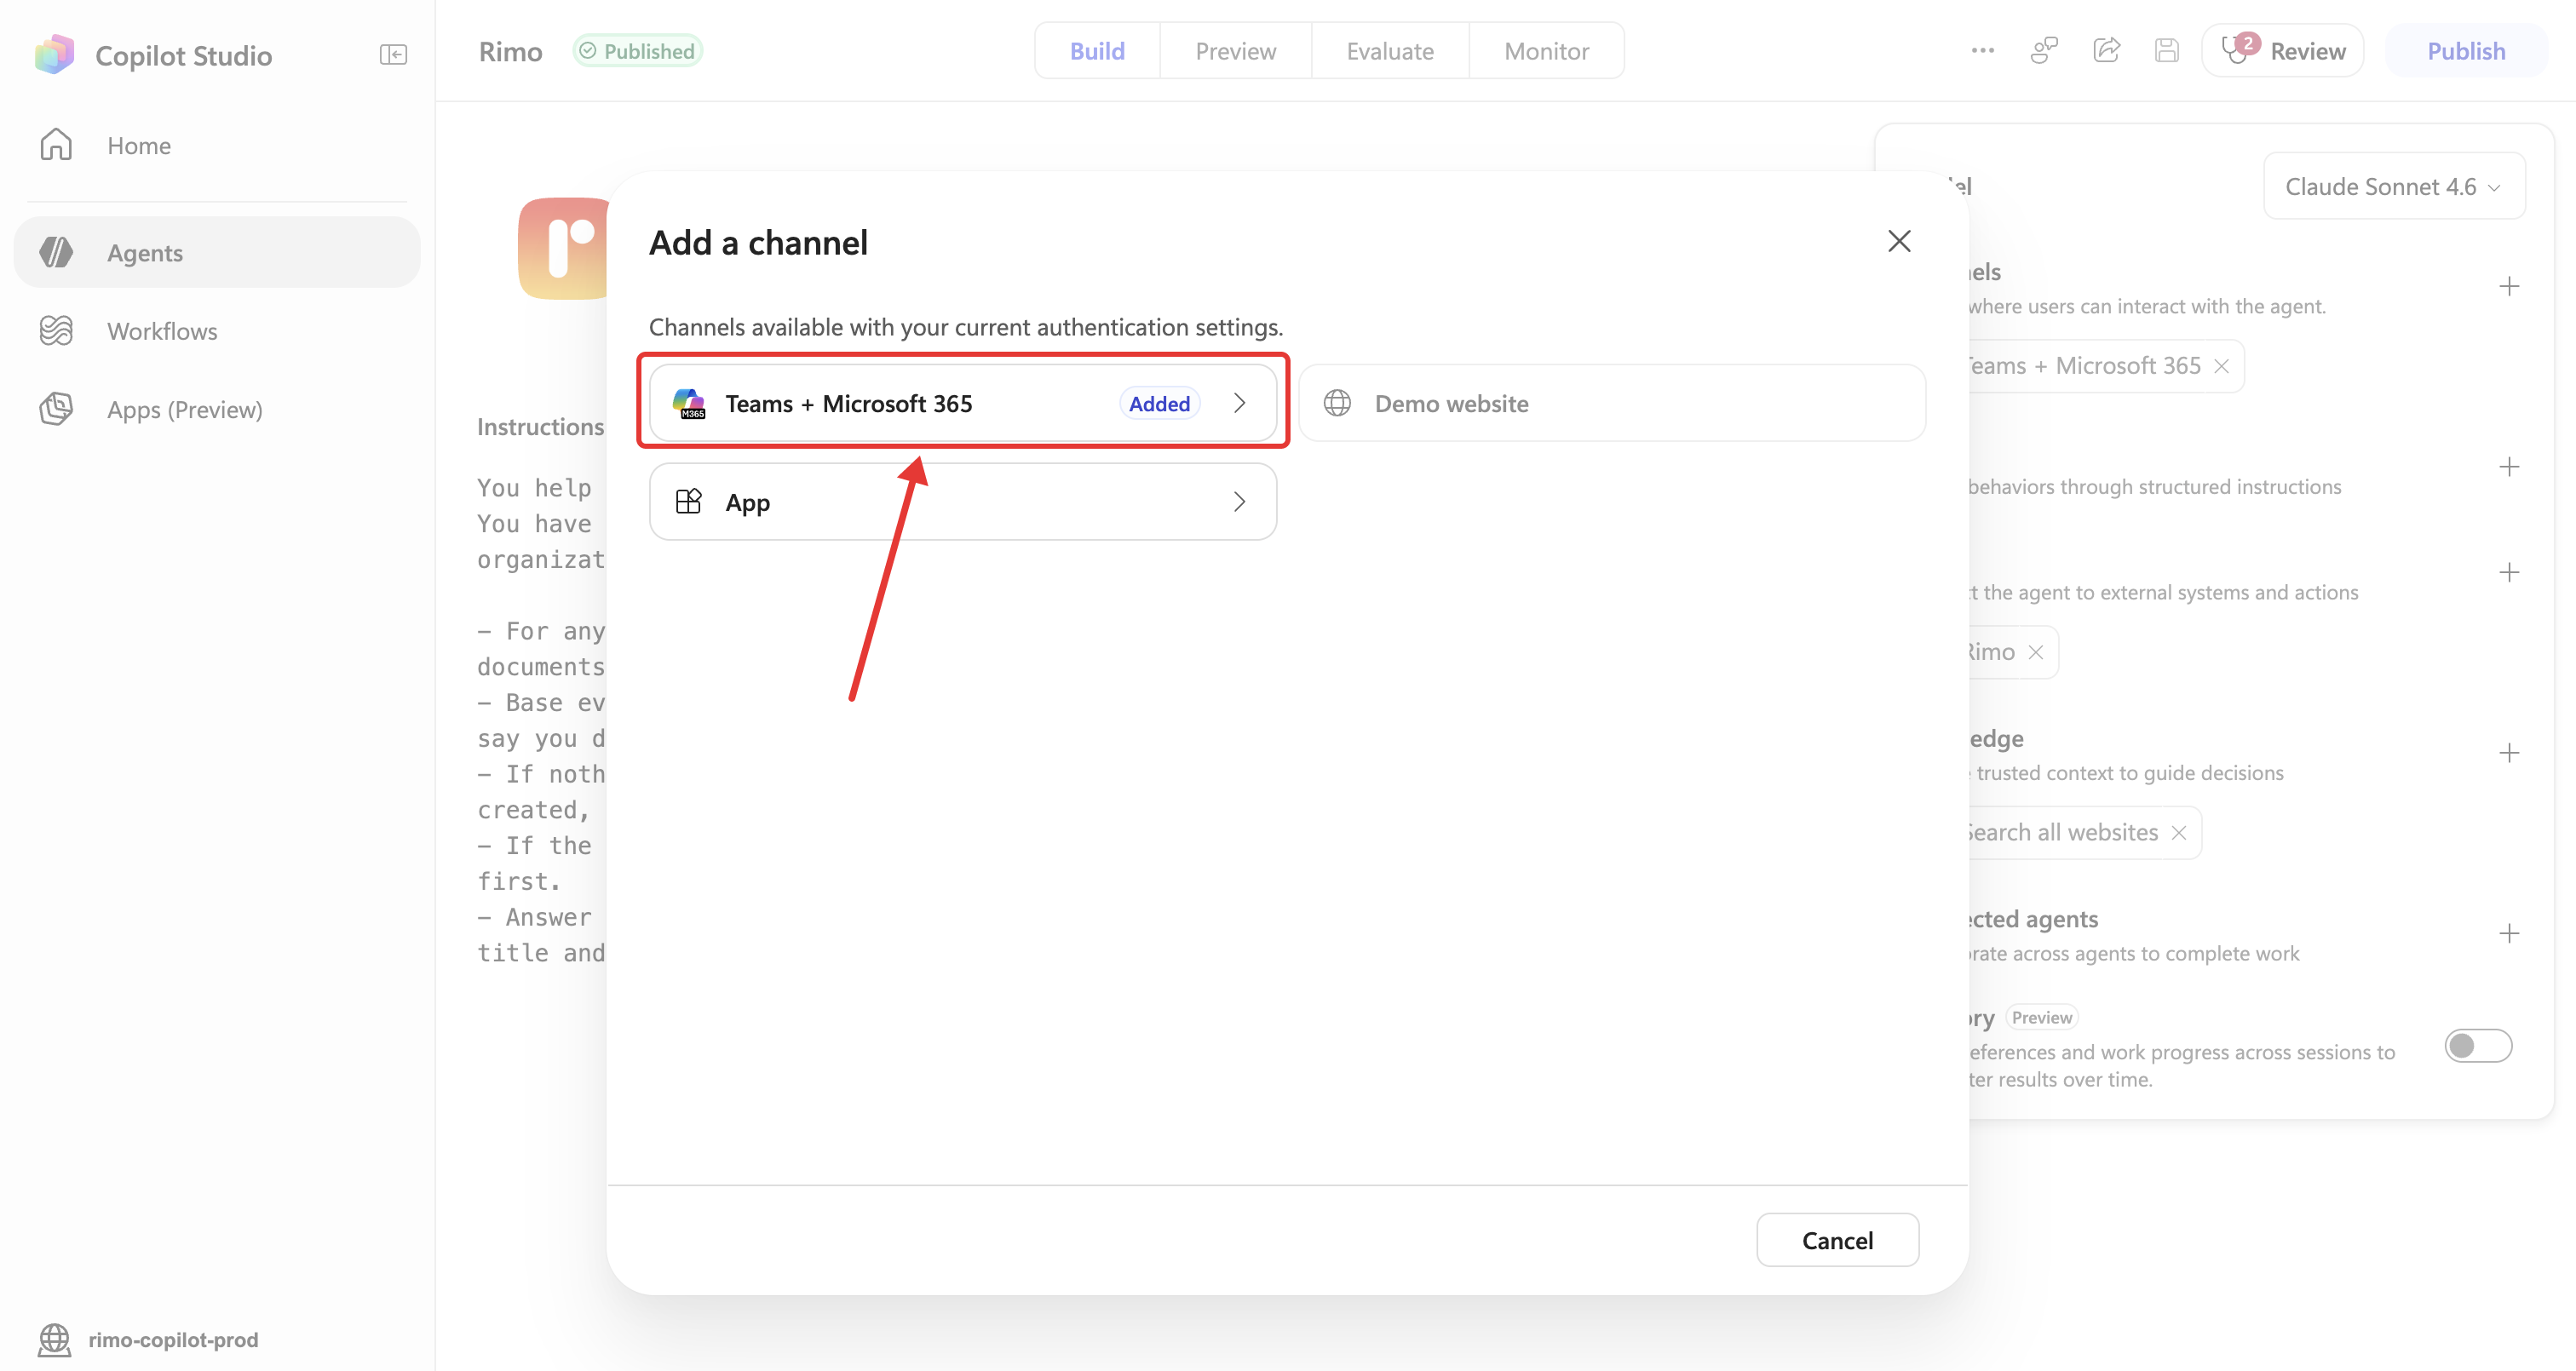 Copilot Studio
Home
Agents
Workflows
Apps (Preview)
rimo-copilot-prod
Rimo
Published
Build
Preview
Evaluate
Monitor
2
Review
Publish
Instructions
You help
You have
organizat
- For any
documents
- Base ev
say you d
- If noth
created,
- If the
first.
- Answer
title and
Add a channel
Channels available with your current authentication settings.
M365
Teams + Microsoft 365
Added
Demo website
App
Cancel
Claude Sonnet 4.6
where users can interact with the agent.
Teams + Microsoft 365
behaviors through structured instructions
the agent to external systems and actions
Rimo
edge
trusted context to guide decisions
Search all websites
ected agents
rate across agents to complete work
ory
Preview
eferences and work progress across sessions to
ter results over time.